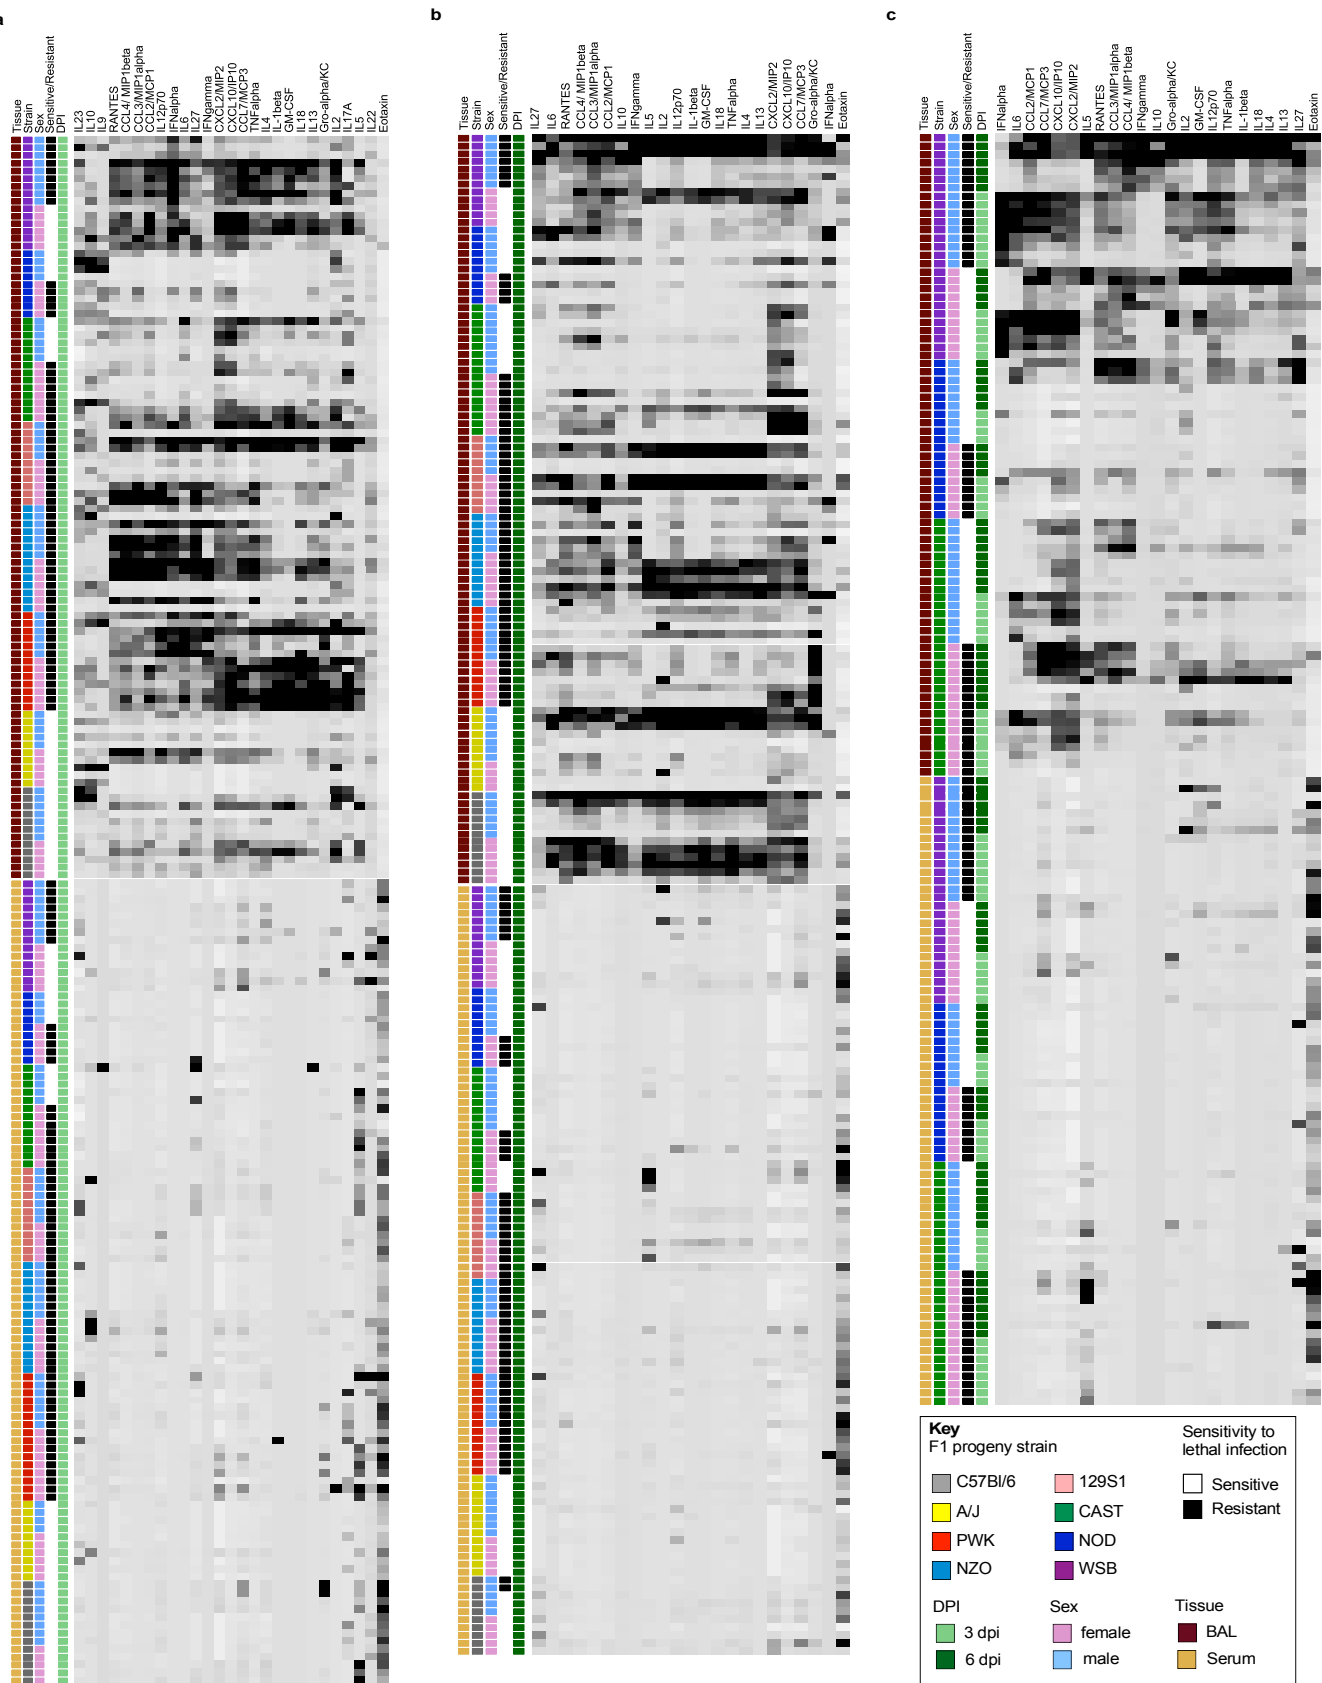 a
Tissue
Strain
Sex
Sensitive/Resistant
DPI
IL23
IL10
IL9
RANTES
CCL4/ MIP1beta
CCL3/MIP1alpha
CCL2/MCP1
IL12p70
IFNalpha
IL6
IL27
IFNgamma
CXCL2/MIP2
CXCL10/IP10
CCL7/MCP3
TNFalpha
IL4
IL-1beta
GM-CSF
IL18
IL13
Gro-alpha/KC
IL2
IL17A
IL5
IL22
Eotaxin
b
Tissue
Strain
Sex
Sensitive/Resistant
DPI
IL27
IL6
RANTES
CCL4/ MIP1beta
CCL3/MIP1alpha
CCL2/MCP1
IL10
IFNgamma
IL5
IL2
IL12p70
IL-1beta
GM-CSF
IL18
TNFalpha
IL4
IL13
CXCL2/MIP2
CXCL10/IP10
CCL7/MCP3
Gro-alpha/KC
IFNalpha
Eotaxin
c
Tissue
Strain
Sex
Sensitive/Resistant
DPI
IFNalpha
IL6
CCL2/MCP1
CCL7/MCP3
CXCL10/IP10
CXCL2/MIP2
IL5
RANTES
CCL3/MIP1alpha
CCL4/ MIP1beta
IFNgamma
IL10
Gro-alpha/KC
IL2
GM-CSF
IL12p70
TNFalpha
IL-1beta
IL18
IL4
IL13
IL27
Eotaxin
Key
F1 progeny strain
C57Bl/6
A/J
PWK
NZO
129S1
CAST
NOD
WSB
Sensitivity to
lethal infection
Sensitive
Resistant
DPI
3 dpi
6 dpi
Sex
female
male
Tissue
BAL
Serum